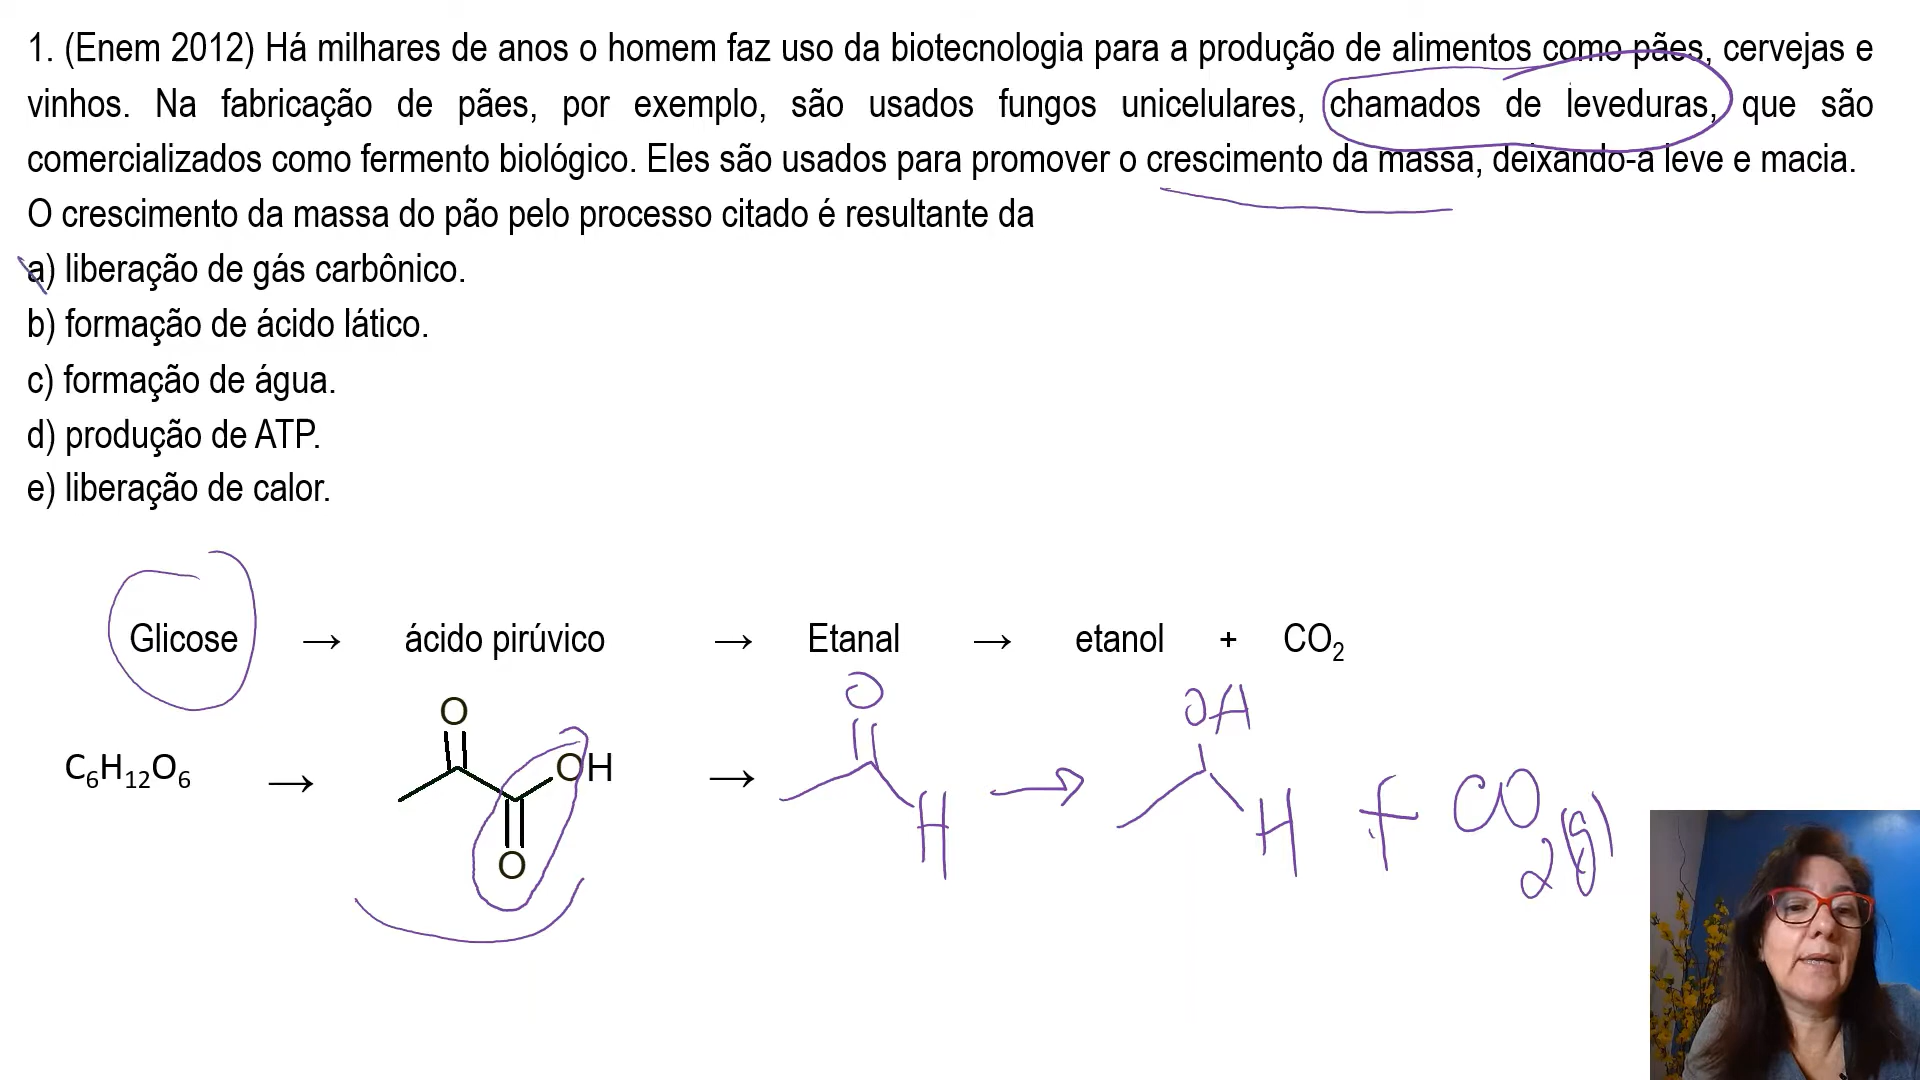 1. (Enem 2012) Há milhares de anos o homem faz uso da biotecnologia para a produção de alimentos como pães, cervejas e
vinhos. Na fabricação de pães, por exemplo, são usados fungos unicelulares, chamados de leveduras, que são
comercializados como fermento biológico. Eles são usados para promover o crescimento da massa, deixando-a leve e macia.
O crescimento da massa do pão pelo processo citado é resultante da
a) liberação de gás carbônico.
b) formação de ácido lático.
c) formação de água.
d) produção de ATP.
e) liberação de calor.
Glicose → ácido pirúvico → Etanal → etanol + CO₂
O
O
OH
C₆H₁₂O₆ → OH → H → H + CO₂(g)
O